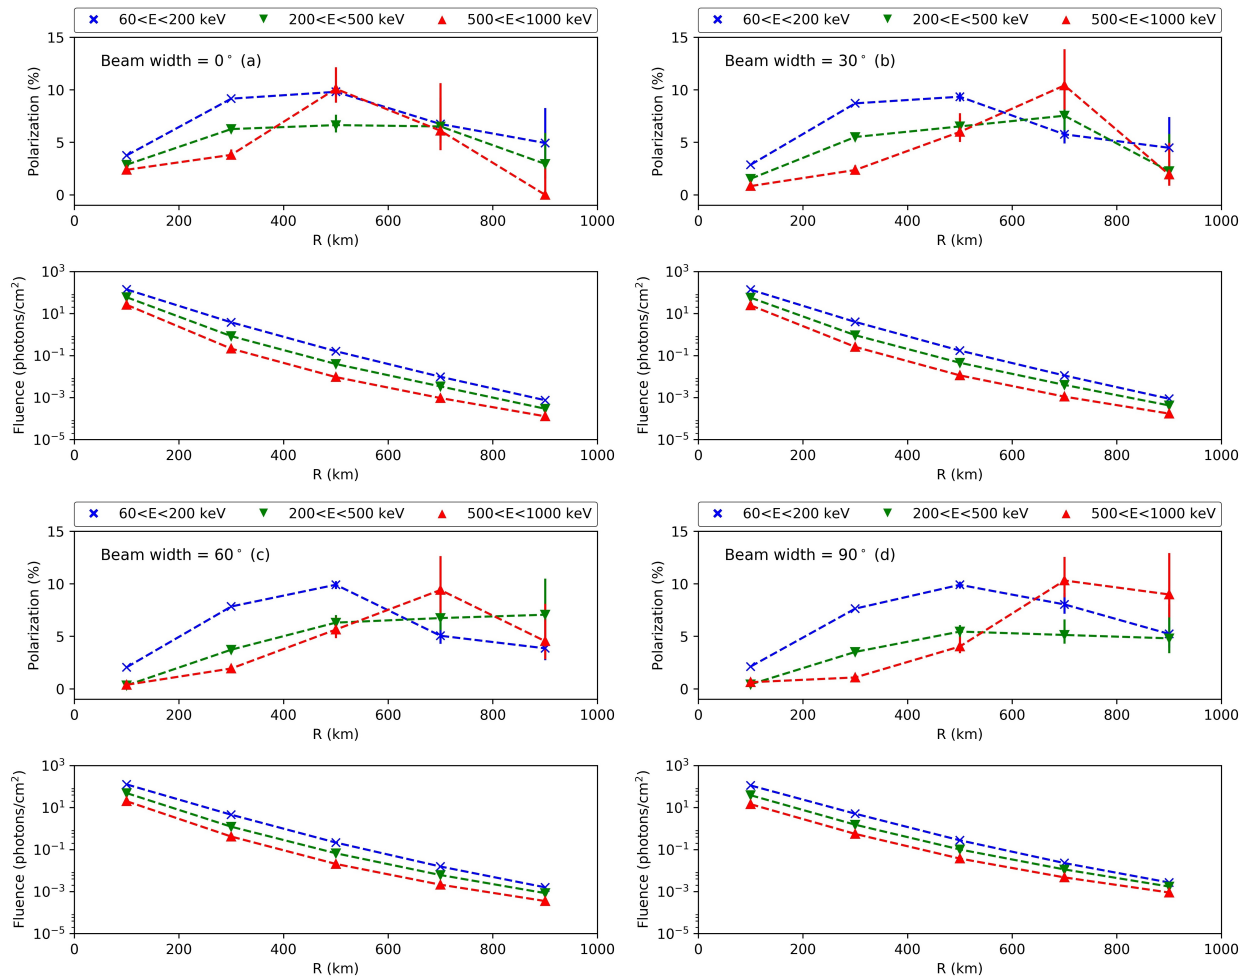 60<E<200 keV 200<E<500 keV 500<E<1000 keV
Beam width = 0° (a)
Polarization (%)
15
10
5
0
0 200 400 600 800 1000
R (km)
Fluence (photons/cm²)
10³
10¹
10⁻¹
10⁻³
10⁻⁵
0 200 400 600 800 1000
R (km)
60<E<200 keV 200<E<500 keV 500<E<1000 keV
Beam width = 30° (b)
Polarization (%)
15
10
5
0
0 200 400 600 800 1000
R (km)
Fluence (photons/cm²)
10³
10¹
10⁻¹
10⁻³
10⁻⁵
0 200 400 600 800 1000
R (km)
60<E<200 keV 200<E<500 keV 500<E<1000 keV
Beam width = 60° (c)
Polarization (%)
15
10
5
0
0 200 400 600 800 1000
R (km)
Fluence (photons/cm²)
10³
10¹
10⁻¹
10⁻³
10⁻⁵
0 200 400 600 800 1000
R (km)
60<E<200 keV 200<E<500 keV 500<E<1000 keV
Beam width = 90° (d)
Polarization (%)
15
10
5
0
0 200 400 600 800 1000
R (km)
Fluence (photons/cm²)
10³
10¹
10⁻¹
10⁻³
10⁻⁵
0 200 400 600 800 1000
R (km)